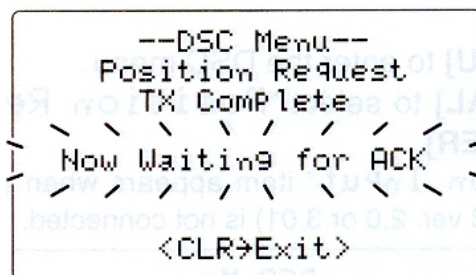 --DSC Menu--
Position Request
TX Complete
Now Waiting for ACK
<CLR→Exit>